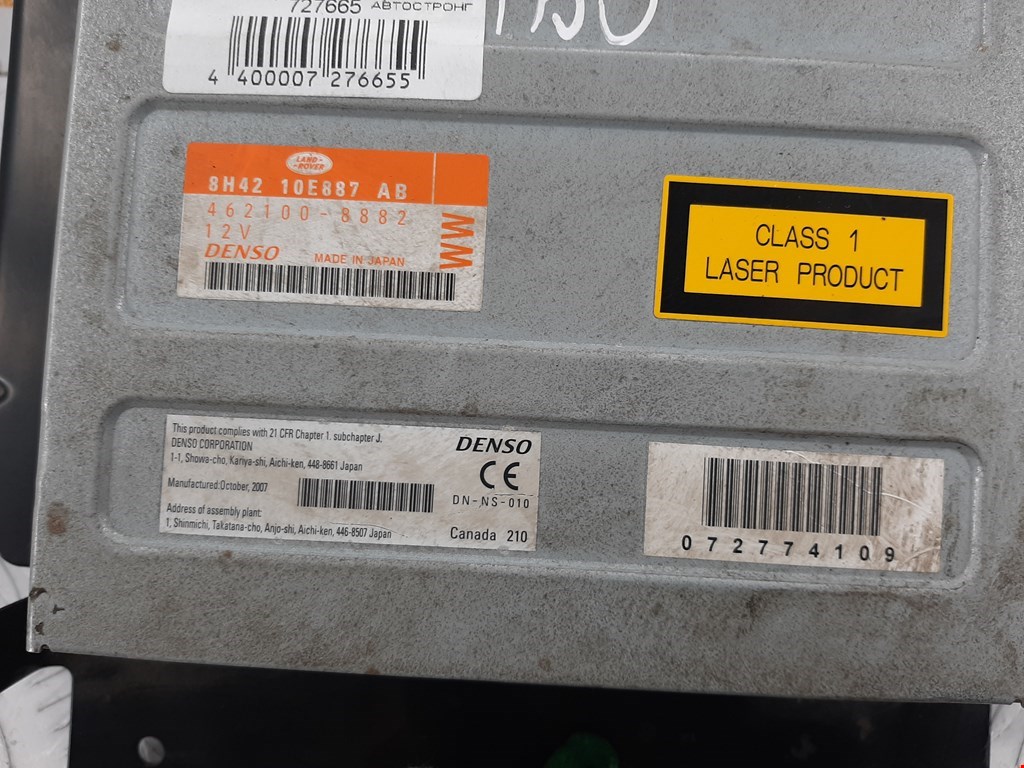 727665 АВТОСТРОНГ
4 400007 276655
LAND
-ROVER
8H42 10E887 AB
462100-8882
12V
DENSO MADE IN JAPAN
WW
CLASS 1
LASER PRODUCT
This product complies with 21 CFR Chapter 1. subchapter J.
DENSO CORPORATION
1-1, Showa-cho, Kariya-shi, Aichi-ken, 448-8661 Japan
Manufactured:October, 2007
Address of assembly plant:
1, Shinmichi, Takatana-cho, Anjo-shi, Aichi-ken, 446-8507 Japan
DENSO
CE
DN-NS-010
Canada 210
072774109